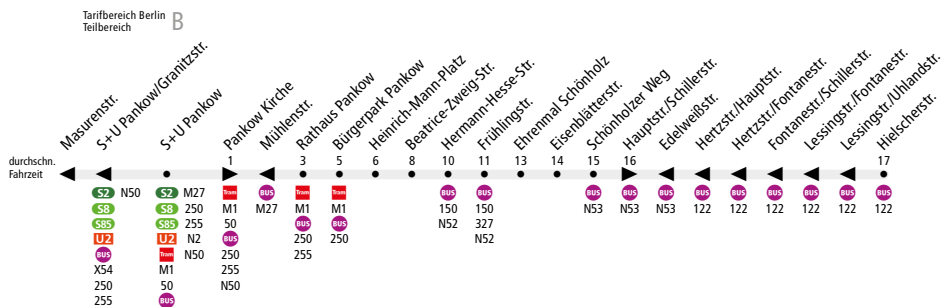 Tarifbereich Berlin
Teilbereich
B
Masurenstr.
S+U Pankow/Granitzstr.
S+U Pankow
Pankow Kirche
Mühlenstr.
Rathaus Pankow
Bürgerpark Pankow
Heinrich-Mann-Platz
Beatrice-Zweig-Str.
Hermann-Hesse-Str.
Frühlingstr.
Ehrenmal Schönholz
Eisenblätterstr.
Schönholzer Weg
Hauptstr./Schillerstr.
Edelweißstr.
Hertzstr./Hauptstr.
Hertzstr./Fontanestr.
Fontanestr./Schillerstr.
Lessingstr./Fontanestr.
Lessingstr./Uhlandstr.
Hielscherstr.
durchschn. 1 3 5 6 8 10 11 13 14 15 16 17
Fahrzeit
S2 N50 S2 M27 Tram BUS Tram Tram BUS BUS BUS BUS BUS BUS BUS BUS BUS BUS BUS
S8 S8 250 M1 M27 M1 M1 150 150 N53 N53 N53 122 122 122 122 122 122
S85 S85 255 50 BUS BUS N52 327
U2 U2 N2 BUS 250 250 N52
BUS Tram N50 250 255
X54 M1 255
250 50 N50
255 BUS